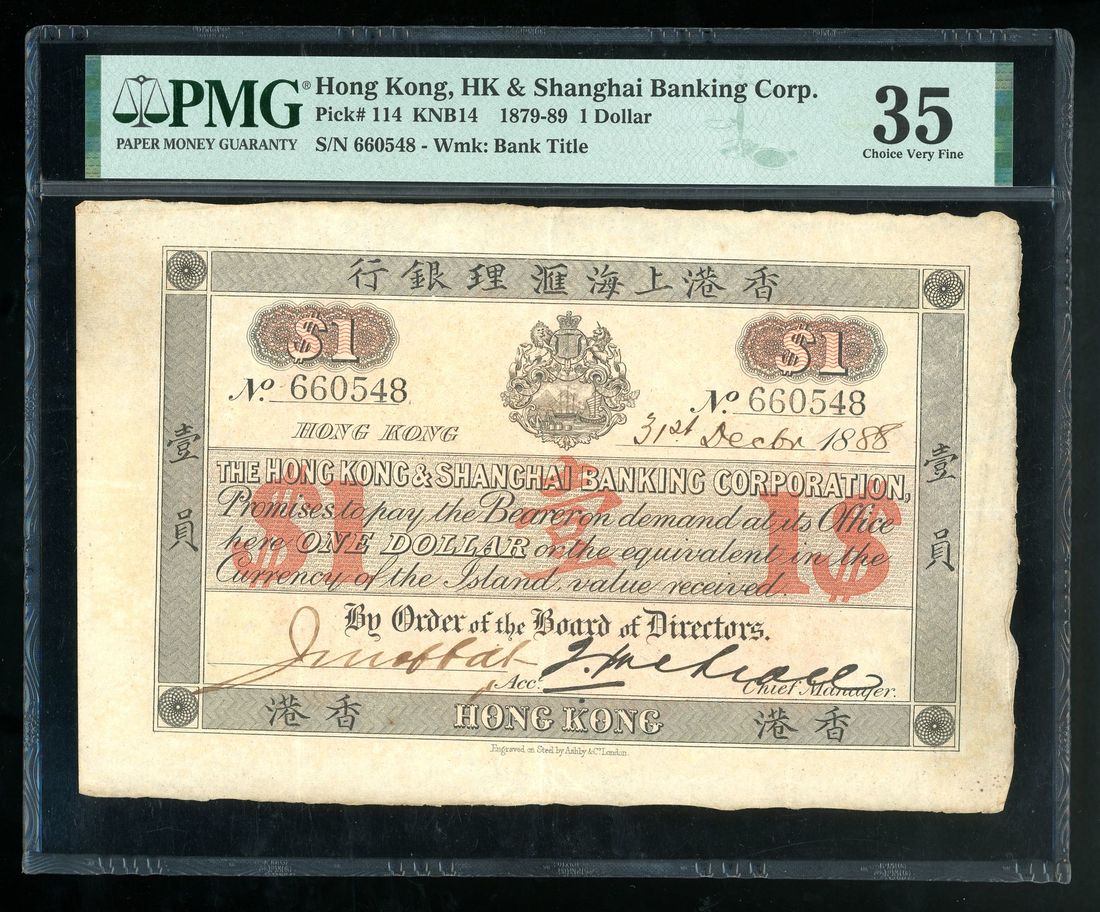 PMG®
PAPER MONEY GUARANTY
Hong Kong, HK & Shanghai Banking Corp.
Pick# 114 KNB14 1879-89 1 Dollar
S/N 660548 - Wmk: Bank Title
35
Choice Very Fine
行銀理滙海上港香
$1
$1
No. 660548
No. 660548
HONG KONG
31st Decbr 1888
壹員
壹員
THE HONG KONG & SHANGHAI BANKING CORPORATION,
Promises to pay the Bearer on demand at its Office
here ONE DOLLAR or the equivalent in the
Currency of the Island, value received.
$1 壹 1$
By Order of the Board of Directors.
Acct.
Chief Manager.
港香 HONG KONG 港香
Engraved on Steel by Ashby & Co. London.